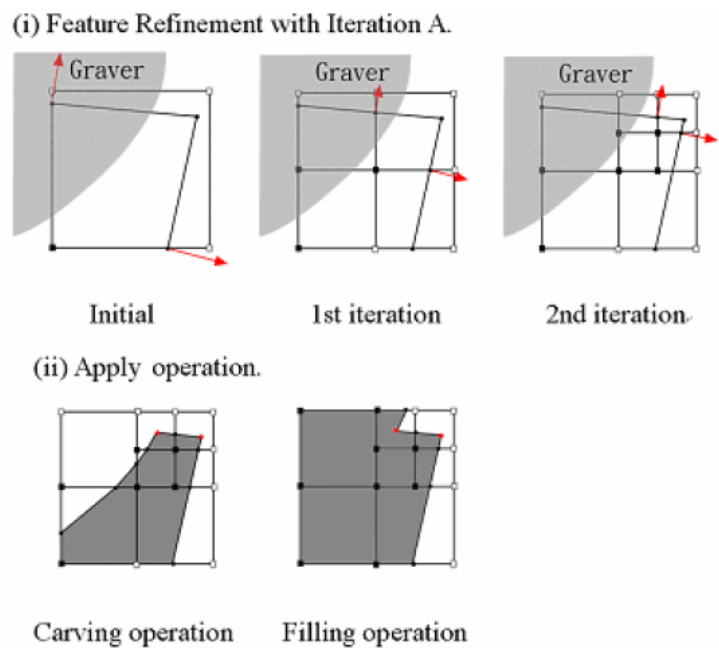 (i) Feature Refinement with Iteration A.
Graver
Graver
Graver
Initial
1st iteration
2nd iteration.
(ii) Apply operation.
Carving operation
Filling operation